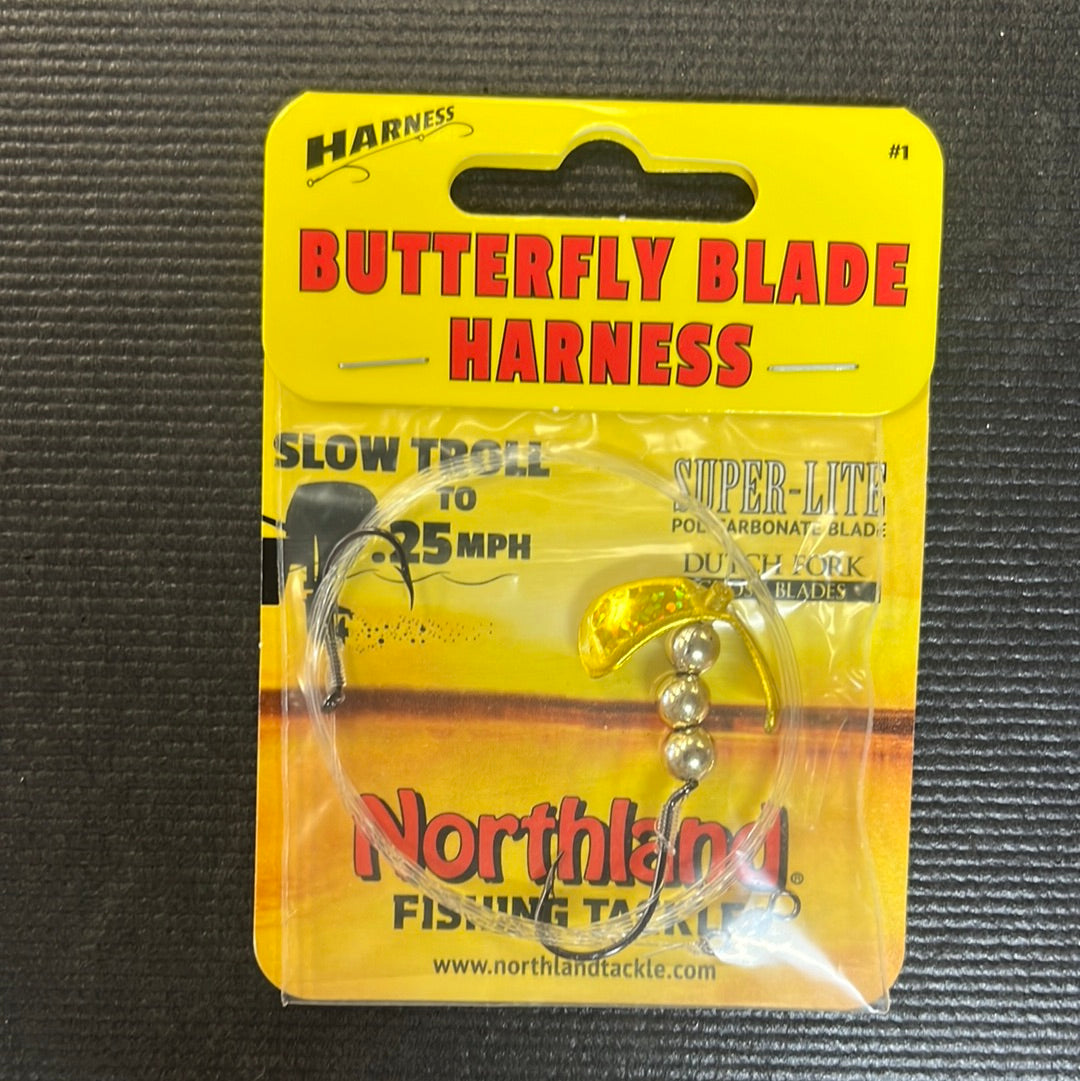 HARNESS
#1
BUTTERFLY BLADE
HARNESS
SLOW TROLL
TO
.25 MPH
SUPER-LITE
POLYCARBONATE BLADE
DUTCH FORK
BLADES
Northland®
FISHING TACKLE
www.northlandtackle.com